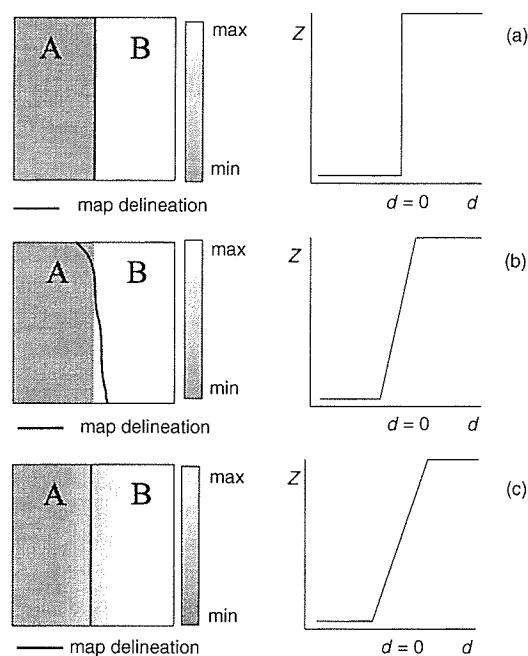 A B max Z (a)
min
d = 0 d
map delineation
max Z (b)
A B
min
d = 0 d
map delineation
max Z (c)
A B
min
d = 0 d
map delineation